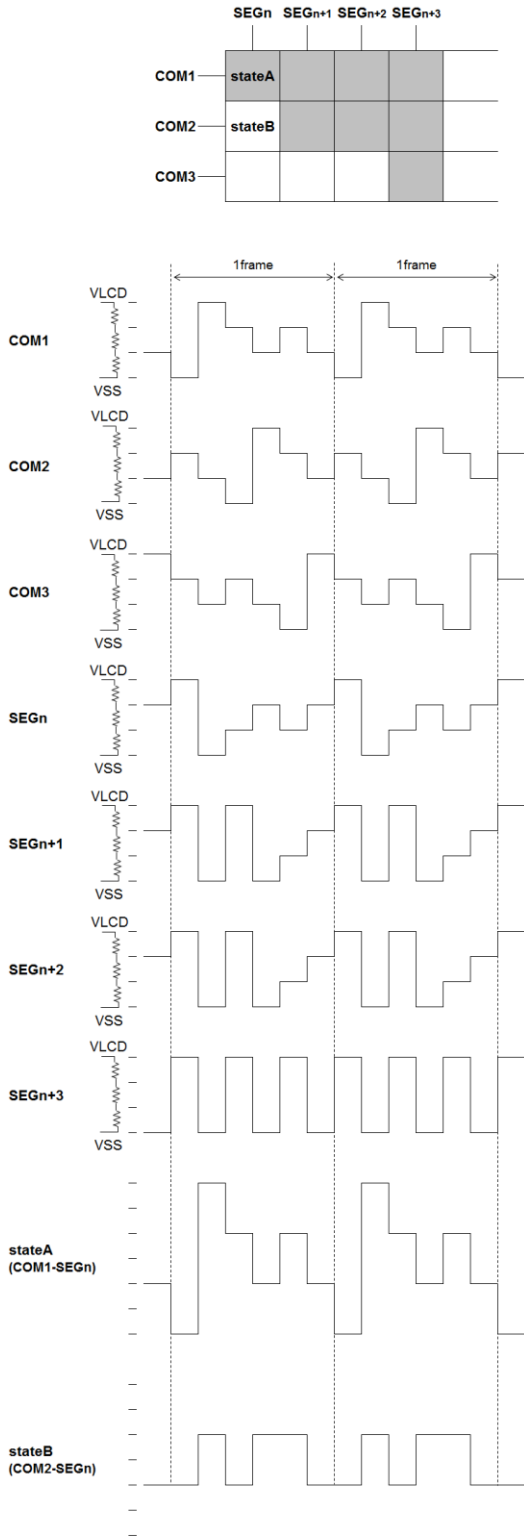 SEGn SEGn+1 SEGn+2 SEGn+3
COM1 stateA
COM2 stateB
COM3
1frame 1frame
VLCD
COM1
VSS
VLCD
COM2
VSS
VLCD
COM3
VSS
VLCD
SEGn
VSS
VLCD
SEGn+1
VSS
VLCD
SEGn+2
VSS
VLCD
SEGn+3
VSS
stateA
(COM1-SEGn)
stateB
(COM2-SEGn)